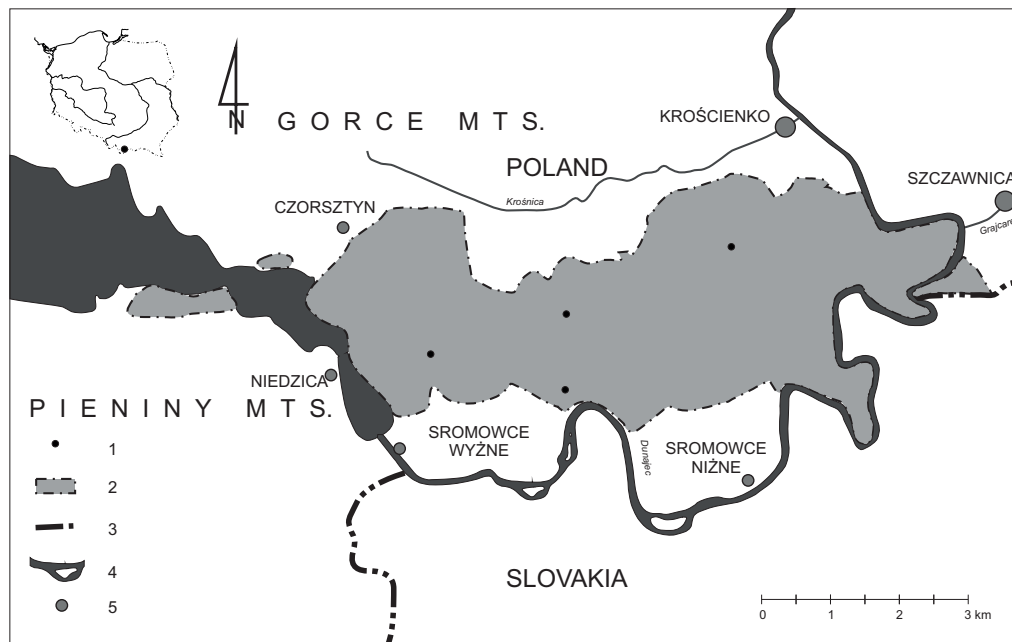 N
GORCE MTS.
KROŚCIENKO
POLAND
SZCZAWNICA
Krośnica
CZORSZTYN
Grajcare
NIEDZICA
PIENINY MTS.
SROMOWCE
WYŻNE
Dunajec
SROMOWCE
NIŻNE
1
2
3
4
5
SLOVAKIA
0 1 2 3 km